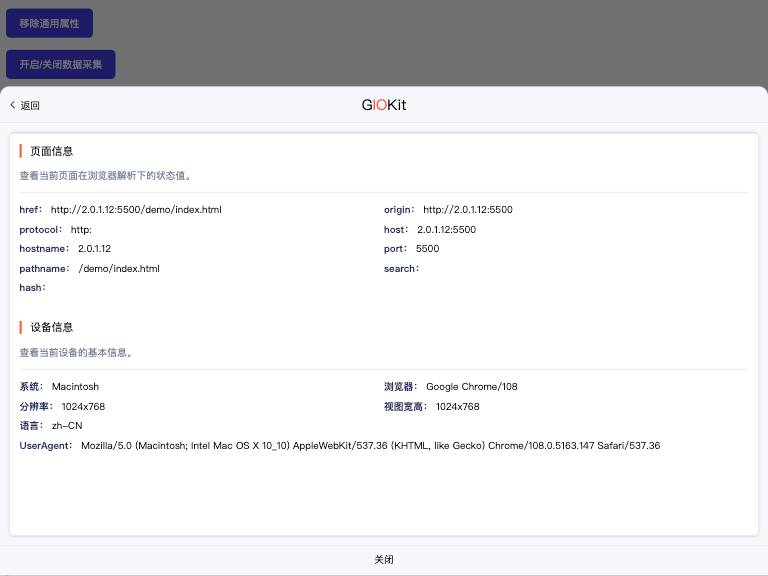 移除通用属性
开启/关闭数据采集
返回
GIOKit
页面信息
查看当前页面在浏览器解析下的状态值。
href： http://2.0.1.12:5500/demo/index.html origin： http://2.0.1.12:5500
protocol： http: host： 2.0.1.12:5500
hostname： 2.0.1.12 port： 5500
pathname： /demo/index.html search：
hash：
设备信息
查看当前设备的基本信息。
系统： Macintosh 浏览器： Google Chrome/108
分辨率： 1024x768 视图宽高： 1024x768
语言： zh-CN
UserAgent： Mozilla/5.0 (Macintosh; Intel Mac OS X 10_10) AppleWebKit/537.36 (KHTML, like Gecko) Chrome/108.0.5163.147 Safari/537.36
关闭